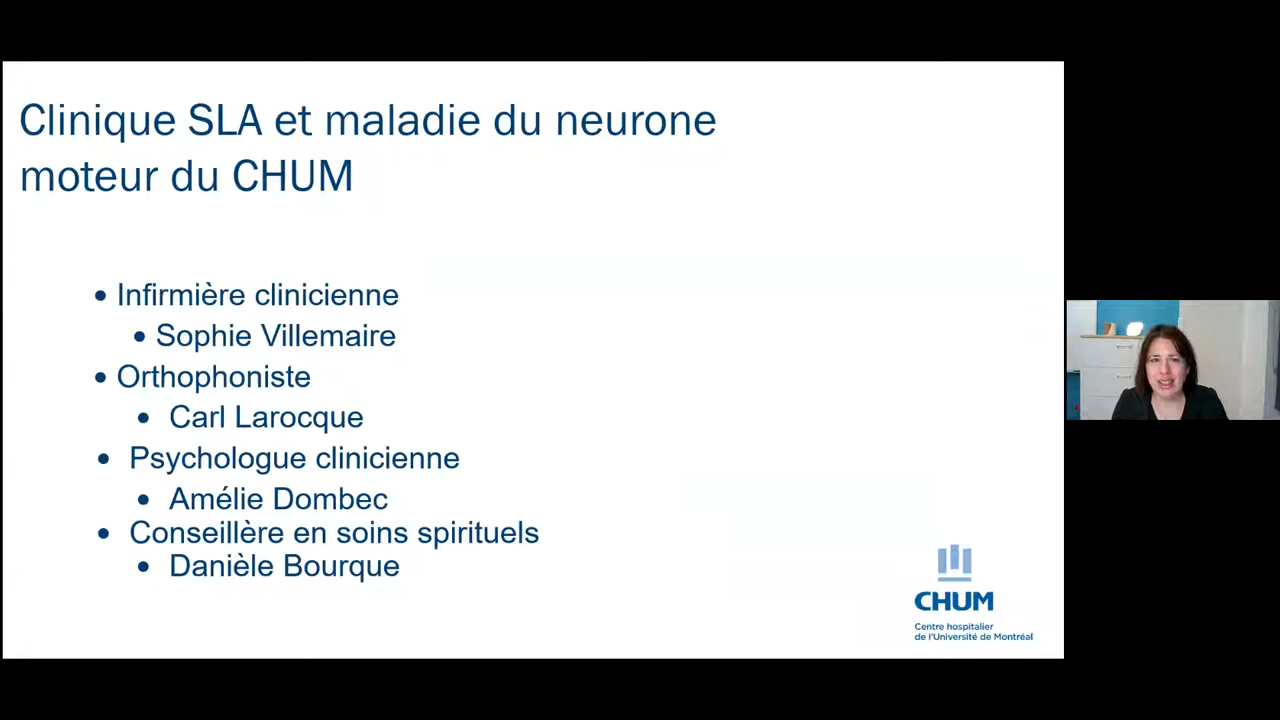 Clinique SLA et maladie du neurone
moteur du CHUM
• Infirmière clinicienne
• Sophie Villemaire
• Orthophoniste
• Carl Larocque
• Psychologue clinicienne
• Amélie Dombec
• Conseillère en soins spirituels
• Danièle Bourque
CHUM
Centre hospitalier
de l'Université de Montréal